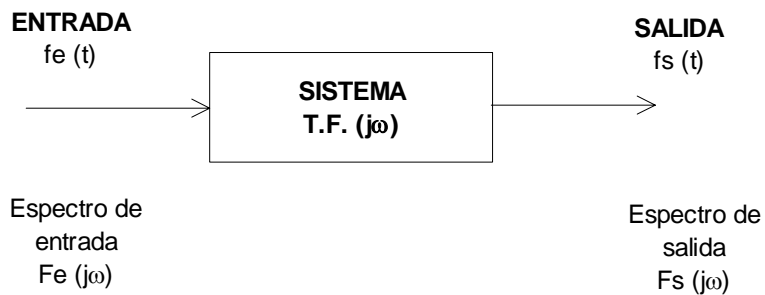 ENTRADA
fe (t)
SISTEMA
T.F. (jω)
SALIDA
fs (t)
Espectro de
entrada
Fe (jω)
Espectro de
salida
Fs (jω)